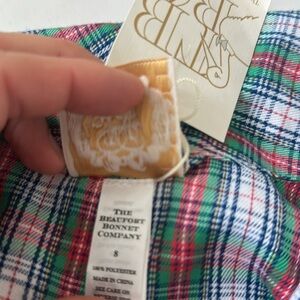 THE
BEAUFORT
BONNET
COMPANY
8
100% POLYESTER
MADE IN CHINA
SEE CARE ON